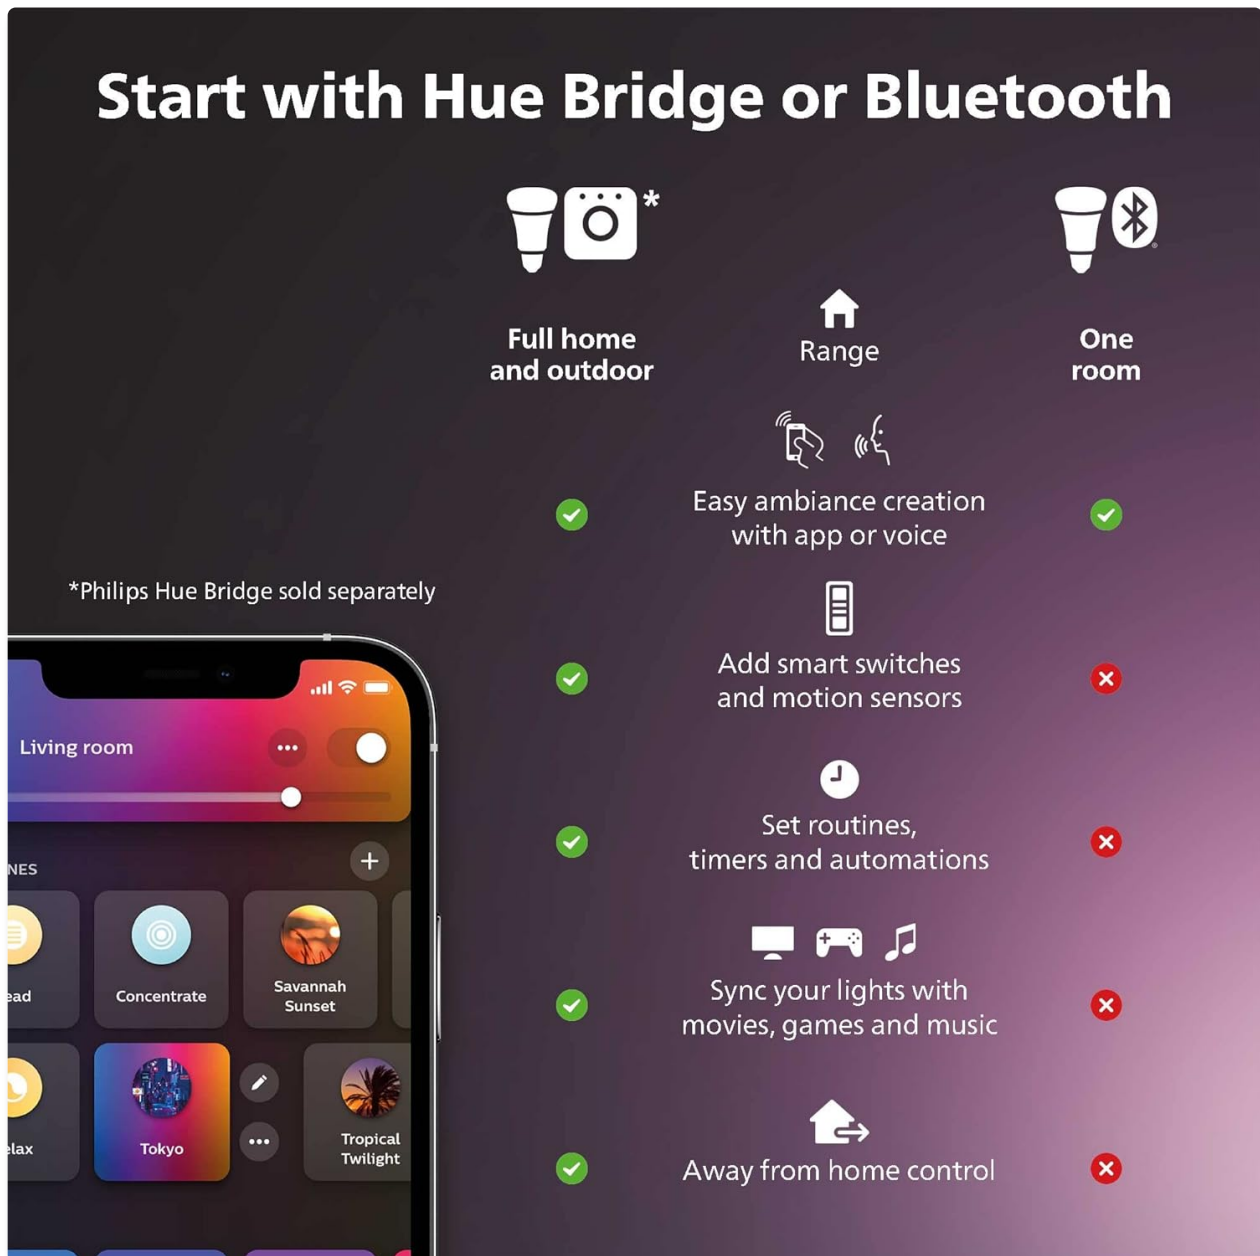 Start with Hue Bridge or Bluetooth
*
Full home
and outdoor
Range
One
room
Easy ambiance creation
with app or voice
Add smart switches
and motion sensors
Set routines,
timers and automations
Sync your lights with
movies, games and music
Away from home control
*Philips Hue Bridge sold separately
Living room
NES
ead
Concentrate
Savannah
Sunset
elax
Tokyo
Tropical
Twilight